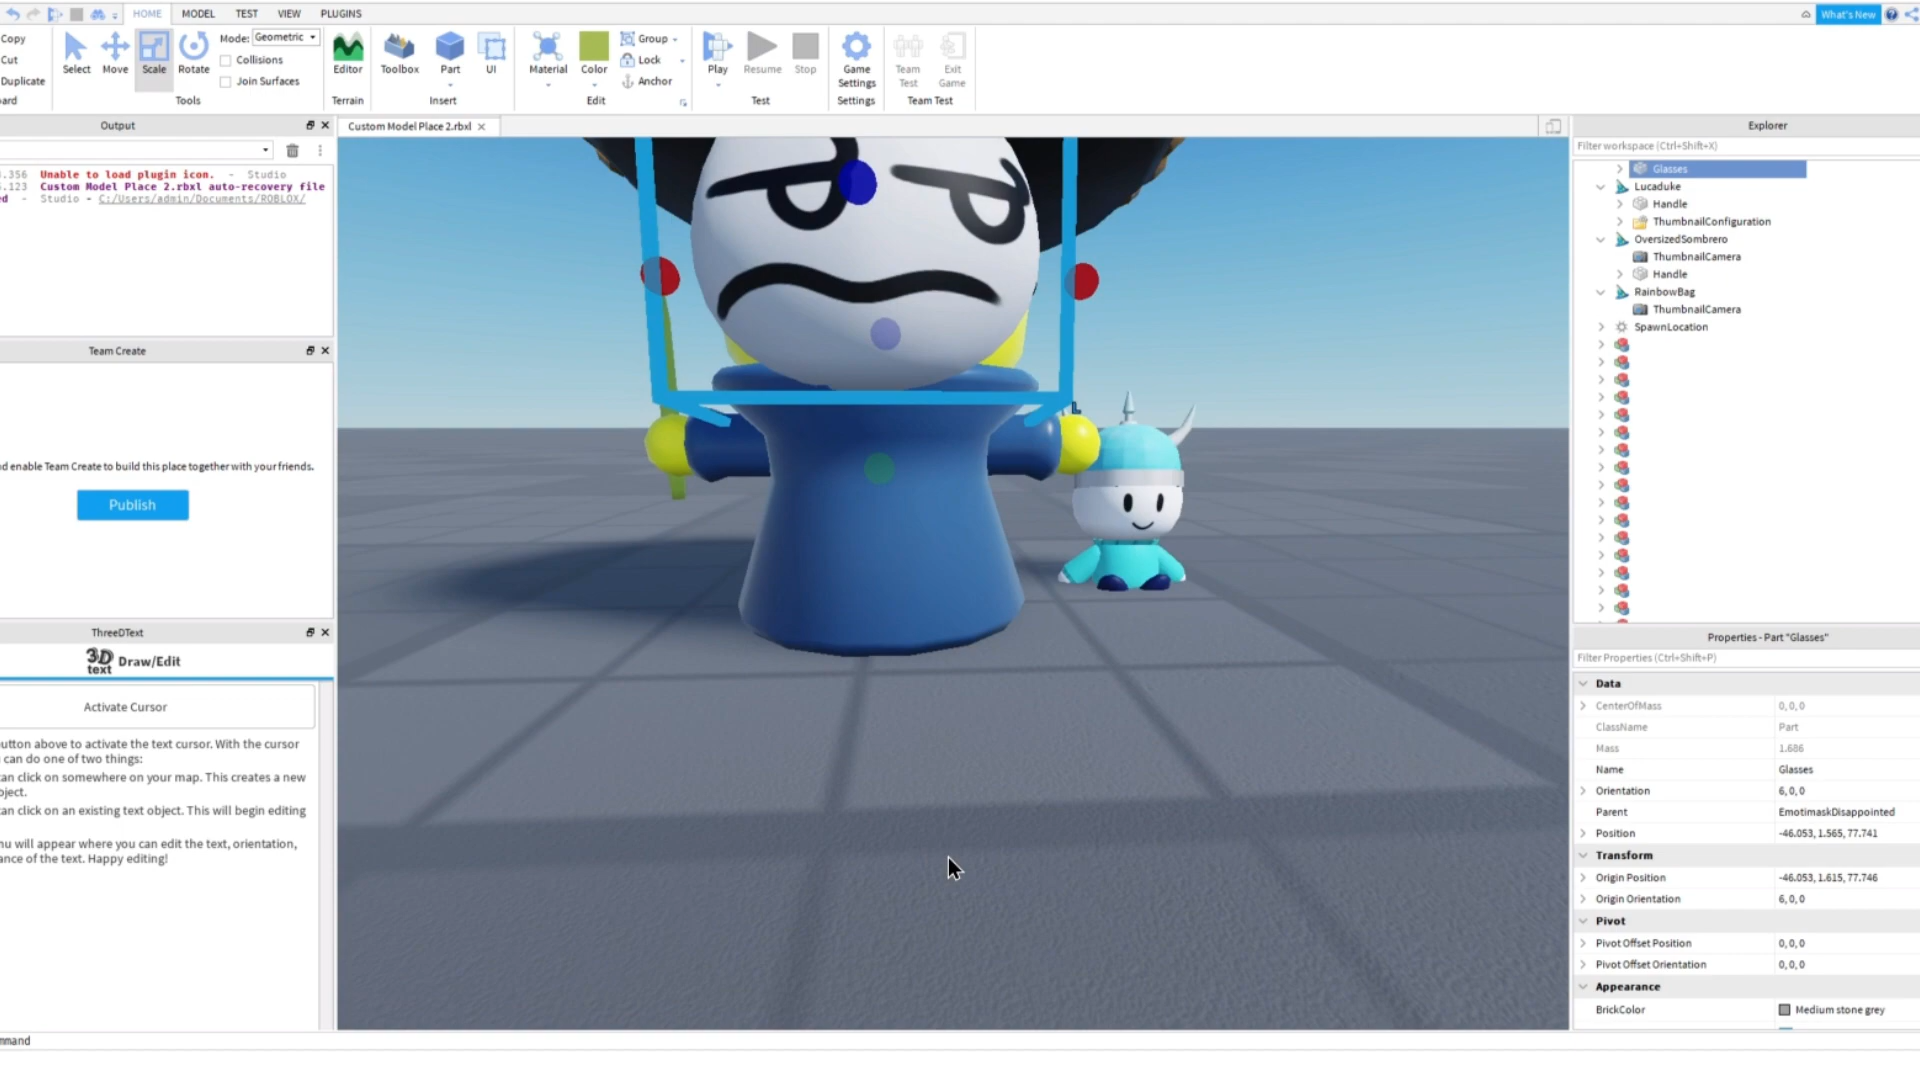 HOME MODEL TEST VIEW PLUGINS What's New
Copy
Cut
Duplicate
ard
Select Move Scale Rotate
Mode: Geometric
Collisions
Join Surfaces
Tools
Editor
Terrain
Toolbox Part UI
Insert
Material Color
Group
Lock
Anchor
Edit
Play Resume Stop
Test
Game Settings
Settings
Team Test Exit Game
Team Test
Output
.356 Unable to load plugin icon. - Studio
.123 Custom Model Place 2.rbxl auto-recovery file
d - Studio - C:/Users/admin/Documents/ROBLOX/
Team Create
d enable Team Create to build this place together with your friends.
Publish
ThreeDText
3D text Draw/Edit
Activate Cursor
utton above to activate the text cursor. With the cursor
can do one of two things:
an click on somewhere on your map. This creates a new
ject.
an click on an existing text object. This will begin editing
nu will appear where you can edit the text, orientation,
ance of the text. Happy editing!
mmand
Custom Model Place 2.rbxl
L
Explorer
Filter workspace (Ctrl+Shift+X)
Glasses
Lucaduke
Handle
ThumbnailConfiguration
OversizedSombrero
ThumbnailCamera
Handle
RainbowBag
ThumbnailCamera
SpawnLocation
Properties - Part "Glasses"
Filter Properties (Ctrl+Shift+P)
Data
CenterOfMass 0, 0, 0
ClassName Part
Mass 1.686
Name Glasses
Orientation 6, 0, 0
Parent EmotimaskDisappointed
Position -46.053, 1.565, 77.741
Transform
Origin Position -46.053, 1.615, 77.746
Origin Orientation 6, 0, 0
Pivot
Pivot Offset Position 0, 0, 0
Pivot Offset Orientation 0, 0, 0
Appearance
BrickColor Medium stone grey